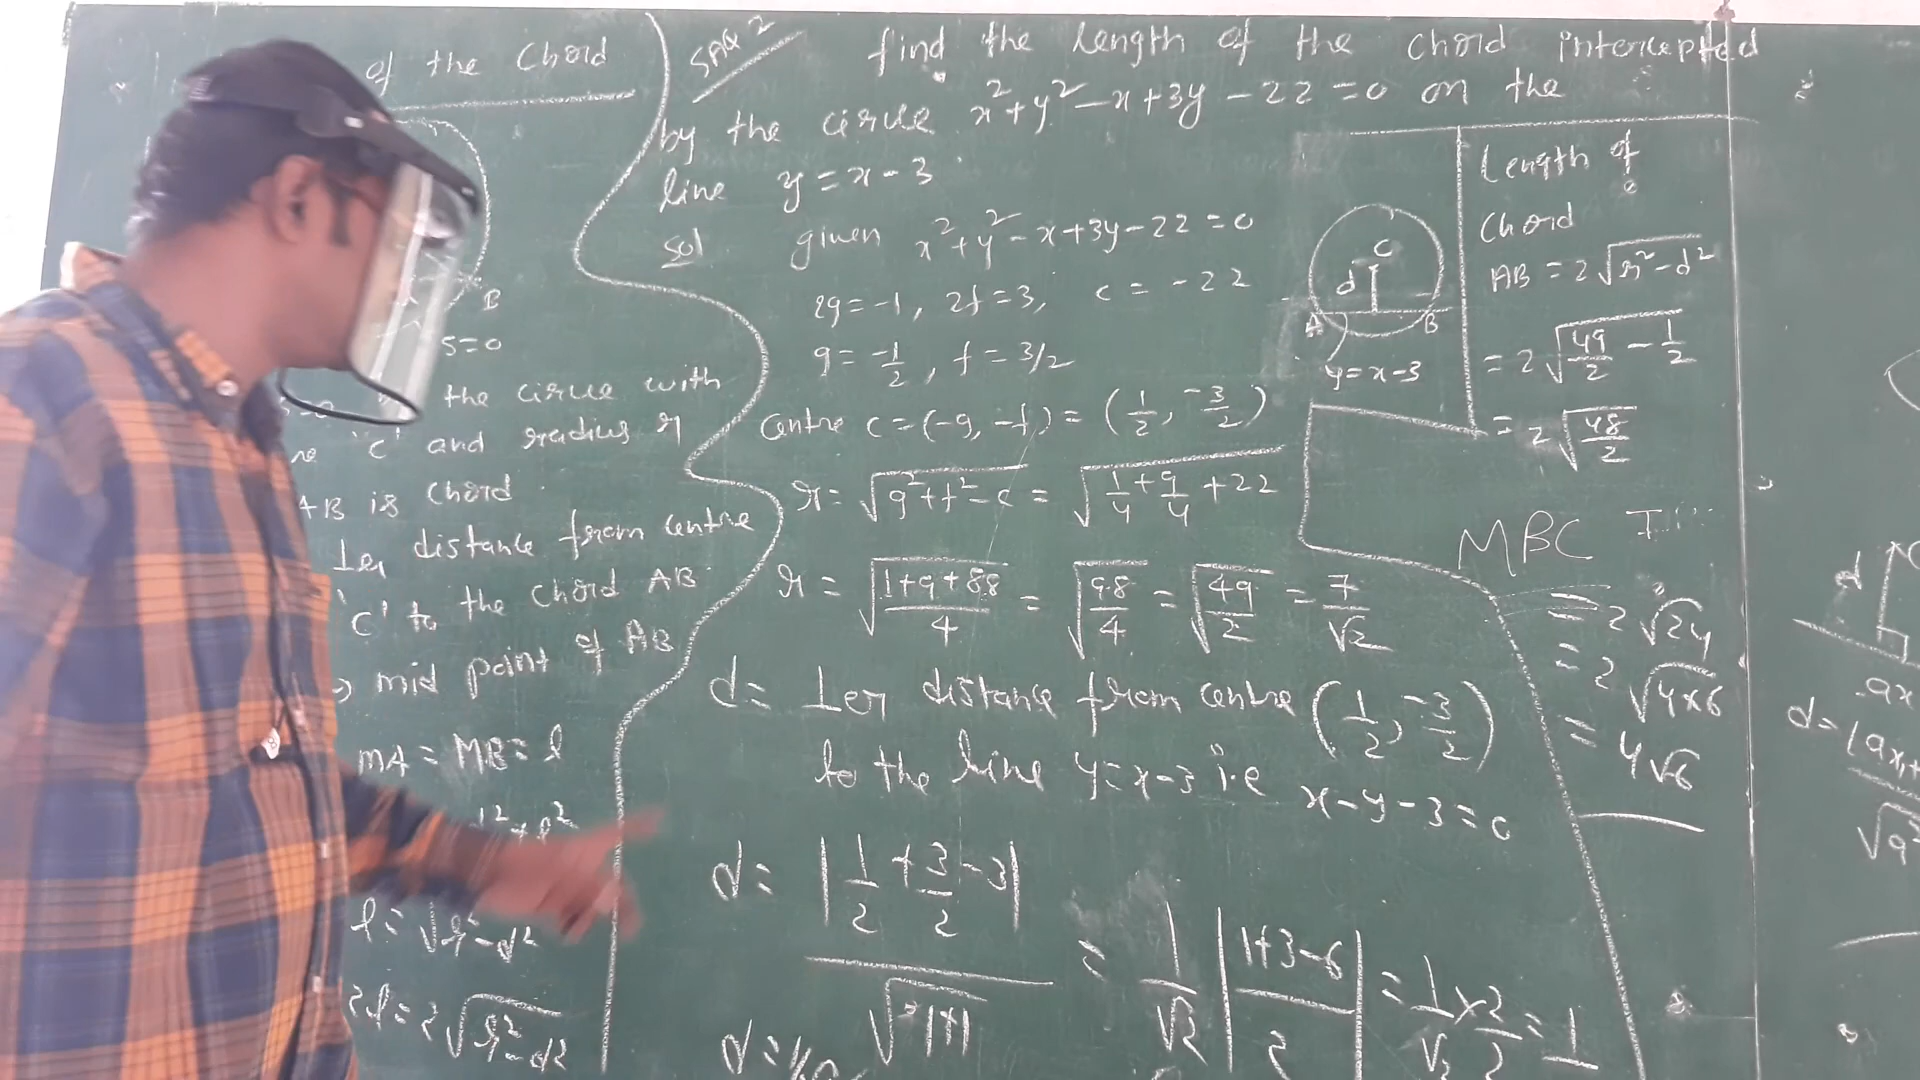 of the Chord
B
S=0
the circle with
"C" and radius r
AB is chord
⊥er distance from centre
'C' to the chord AB
mid point of AB
MA = MB = l
l = √r²-d²
2l = 2√r²-d²
SAQ 2 find the length of the chord intercepted
by the circle x²+y²-x+3y-22=0 on the
line y=x-3
sol given x²+y²-x+3y-22=0
2g=-1, 2f=3, c=-22
g=-1/2, f=3/2
centre c=(-g,-f)=(1/2, -3/2)
r=√g²+f²-c=√1/4+9/4+22
r=√1+9+88/4=√98/4=√49/2=7/√2
d= ⊥er distance from centre (1/2, -3/2)
to the line y=x-3 i.e x-y-3=0
d=|1/2+3/2-3|/√1+1 = 1/√2|1+3-6/2| = 1/√2×2/2=1
C
d
A B
y=x-3
Length of
Chord
AB=2√r²-d²
=2√49/2-1/2
=2√48/2
MBC
=2√24
=2√4×6
=4√6
d
ax